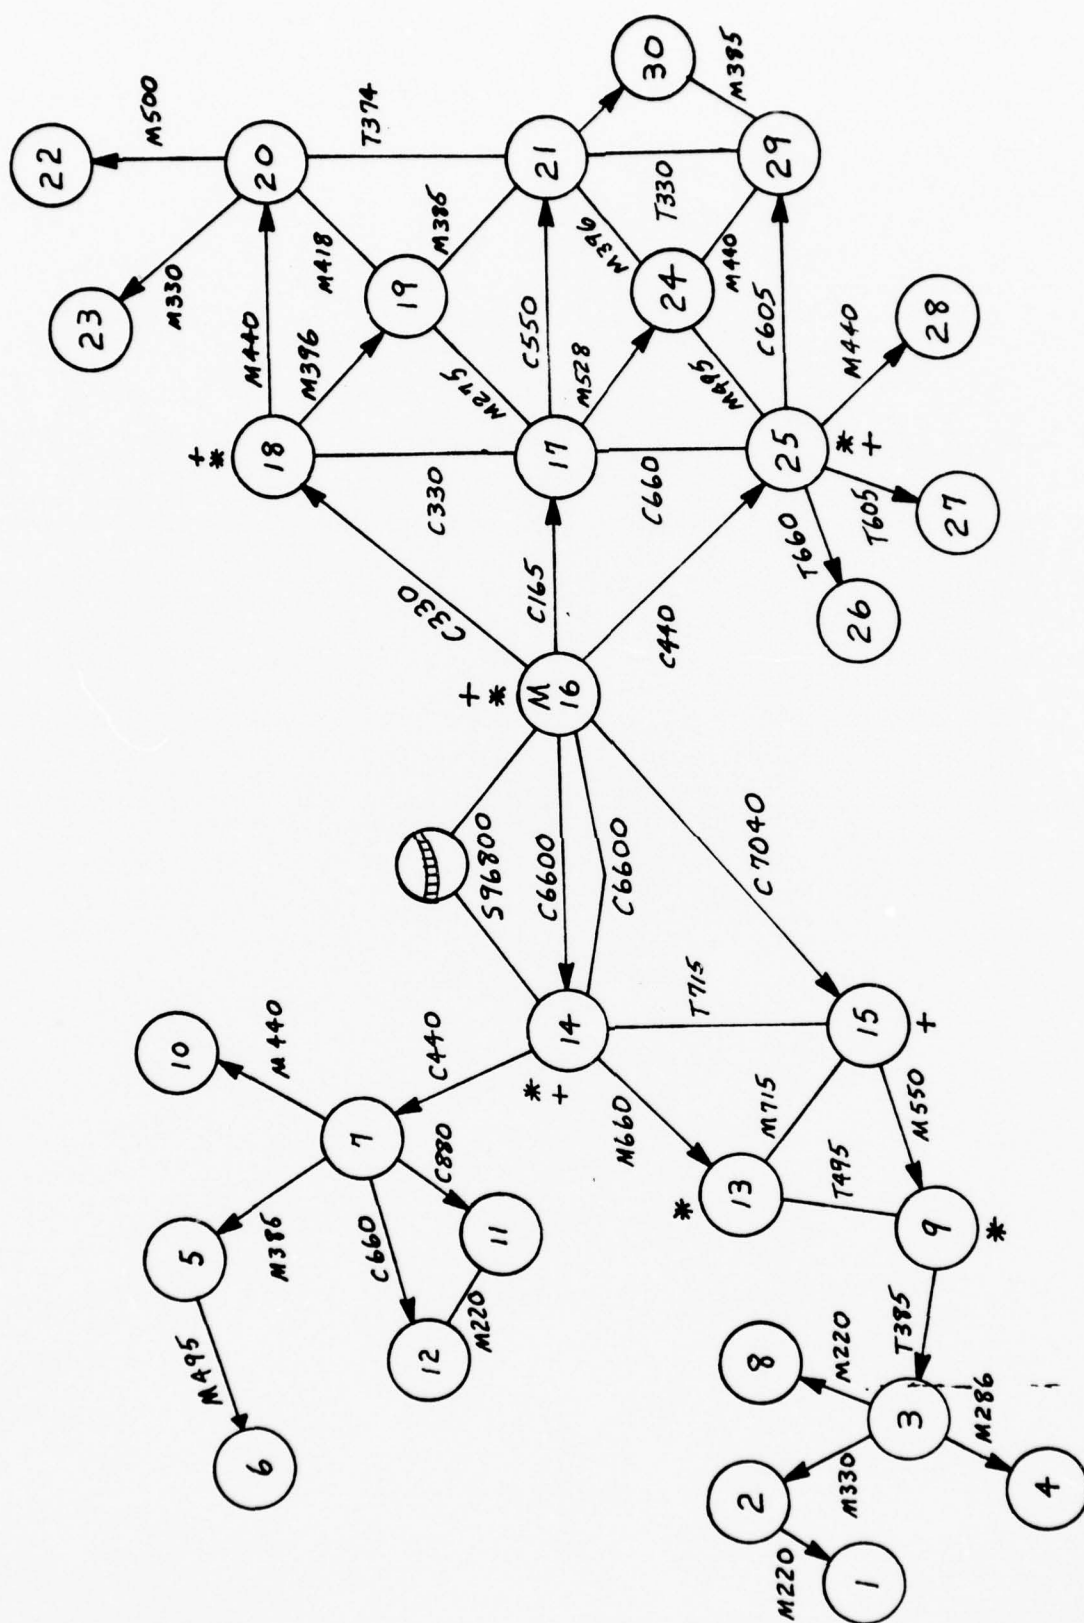 22
M500
23
M330
20
T374
M440
M418
M396
19
M386
21
30
M385
+
*
18
C330
M275
C550
M396
T330
29
17
M528
24
M440
C330
C165
C660
M495
C605
M440
28
25
*
+
T605
27
T660
26
C440
+
*
M
16
S96800
C6600
C6600
C7040
10
M440
C440
14
*
+
T715
15
+
7
M386
C660
C880
M660
M715
M550
5
11
*
13
T495
9
*
M495
12
M220
6
8
M220
T385
3
M286
2
M330
4
M220
1